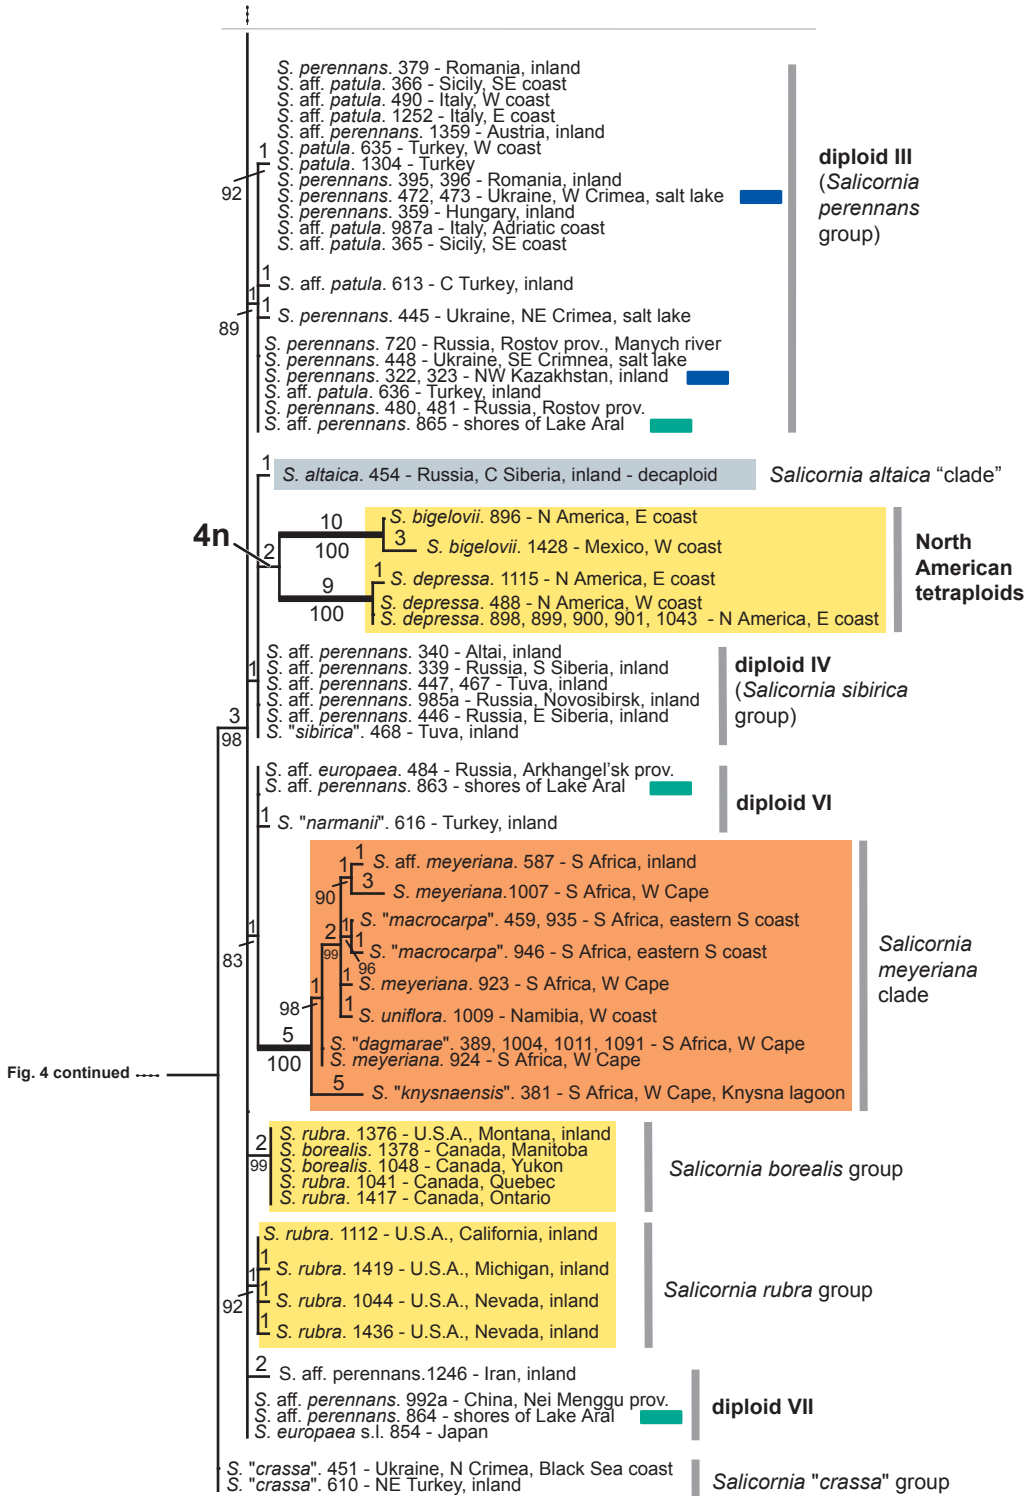 S. perennans. 379 - Romania, inland
S. aff. patula. 366 - Sicily, SE coast
S. aff. patula. 490 - Italy, W coast
S. aff. patula. 1252 - Italy, E coast
S. aff. perennans. 1359 - Austria, inland
S. patula. 635 - Turkey, W coast
S. patula. 1304 - Turkey
S. perennans. 395, 396 - Romania, inland
S. perennans. 472, 473 - Ukraine, W Crimea, salt lake
S. perennans. 359 - Hungary, inland
S. aff. patula. 987a - Italy, Adriatic coast
S. aff. patula. 365 - Sicily, SE coast
1
92
diploid III
(Salicornia
perennans
group)
1
S. aff. patula. 613 - C Turkey, inland
1
1
89
S. perennans. 445 - Ukraine, NE Crimea, salt lake
S. perennans. 720 - Russia, Rostov prov., Manych river
S. perennans. 448 - Ukraine, SE Crimnea, salt lake
S. perennans. 322, 323 - NW Kazakhstan, inland
S. aff. patula. 636 - Turkey, inland
S. perennans. 480, 481 - Russia, Rostov prov.
S. aff. perennans. 865 - shores of Lake Aral
1
S. altaica. 454 - Russia, C Siberia, inland - decaploid
Salicornia altaica “clade”
4n
2
10
100
S. bigelovii. 896 - N America, E coast
3
S. bigelovii. 1428 - Mexico, W coast
9
100
1
S. depressa. 1115 - N America, E coast
S. depressa. 488 - N America, W coast
S. depressa. 898, 899, 900, 901, 1043 - N America, E coast
North
American
tetraploids
1
S. aff. perennans. 340 - Altai, inland
S. aff. perennans. 339 - Russia, S Siberia, inland
S. aff. perennans. 447, 467 - Tuva, inland
S. aff. perennans. 985a - Russia, Novosibirsk, inland
S. aff. perennans. 446 - Russia, E Siberia, inland
S. "sibirica". 468 - Tuva, inland
diploid IV
(Salicornia sibirica
group)
3
98
S. aff. europaea. 484 - Russia, Arkhangel'sk prov.
S. aff. perennans. 863 - shores of Lake Aral
1
S. "narmanii". 616 - Turkey, inland
diploid VI
1
83
1
S. aff. meyeriana. 587 - S Africa, inland
90
3
S. meyeriana.1007 - S Africa, W Cape
2
99
1
S. "macrocarpa". 459, 935 - S Africa, eastern S coast
1
S. "macrocarpa". 946 - S Africa, eastern S coast
96
1
S. meyeriana. 923 - S Africa, W Cape
1
98
1
S. uniflora. 1009 - Namibia, W coast
S. "dagmarae". 389, 1004, 1011, 1091 - S Africa, W Cape
S. meyeriana. 924 - S Africa, W Cape
5
100
5
S. "knysnaensis". 381 - S Africa, W Cape, Knysna lagoon
Salicornia
meyeriana
clade
Fig. 4 continued
2
99
S. rubra. 1376 - U.S.A., Montana, inland
S. borealis. 1378 - Canada, Manitoba
S. borealis. 1048 - Canada, Yukon
S. rubra. 1041 - Canada, Quebec
S. rubra. 1417 - Canada, Ontario
Salicornia borealis group
S. rubra. 1112 - U.S.A., California, inland
1
S. rubra. 1419 - U.S.A., Michigan, inland
1
92
1
S. rubra. 1044 - U.S.A., Nevada, inland
1
S. rubra. 1436 - U.S.A., Nevada, inland
Salicornia rubra group
2
S. aff. perennans.1246 - Iran, inland
S. aff. perennans. 992a - China, Nei Menggu prov.
S. aff. perennans. 864 - shores of Lake Aral
S. europaea s.l. 854 - Japan
diploid VII
S. "crassa". 451 - Ukraine, N Crimea, Black Sea coast
S. "crassa". 610 - NE Turkey, inland
Salicornia "crassa" group